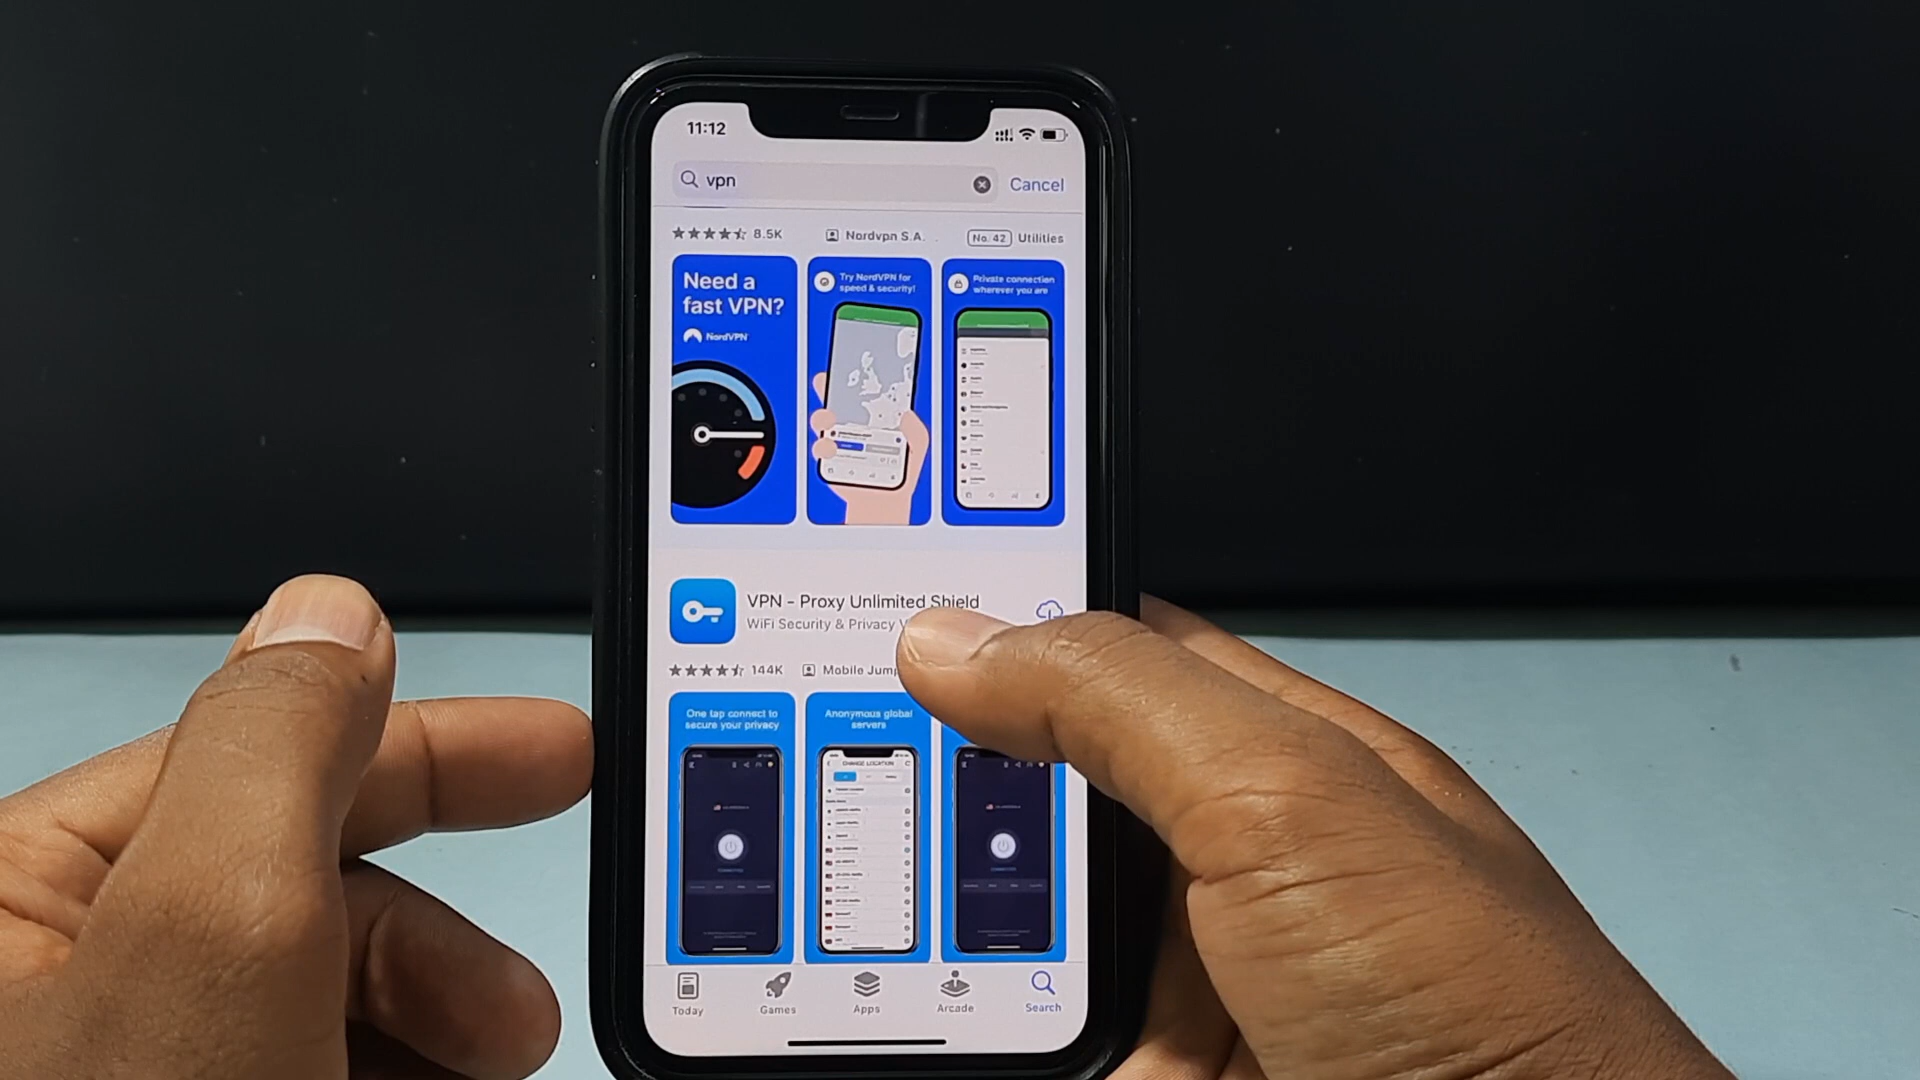 11:12
vpn
Cancel
8.5K
Nordvpn S.A.
No. 42
Utilities
Need a
fast VPN?
NordVPN
Try NordVPN for
speed & security!
Private connection
wherever you are
VPN - Proxy Unlimited Shield
WiFi Security & Privacy
144K
Mobile Jump
One tap connect to
secure your privacy
Anonymous global
servers
CHANGE LOCATION
Today
Games
Apps
Arcade
Search